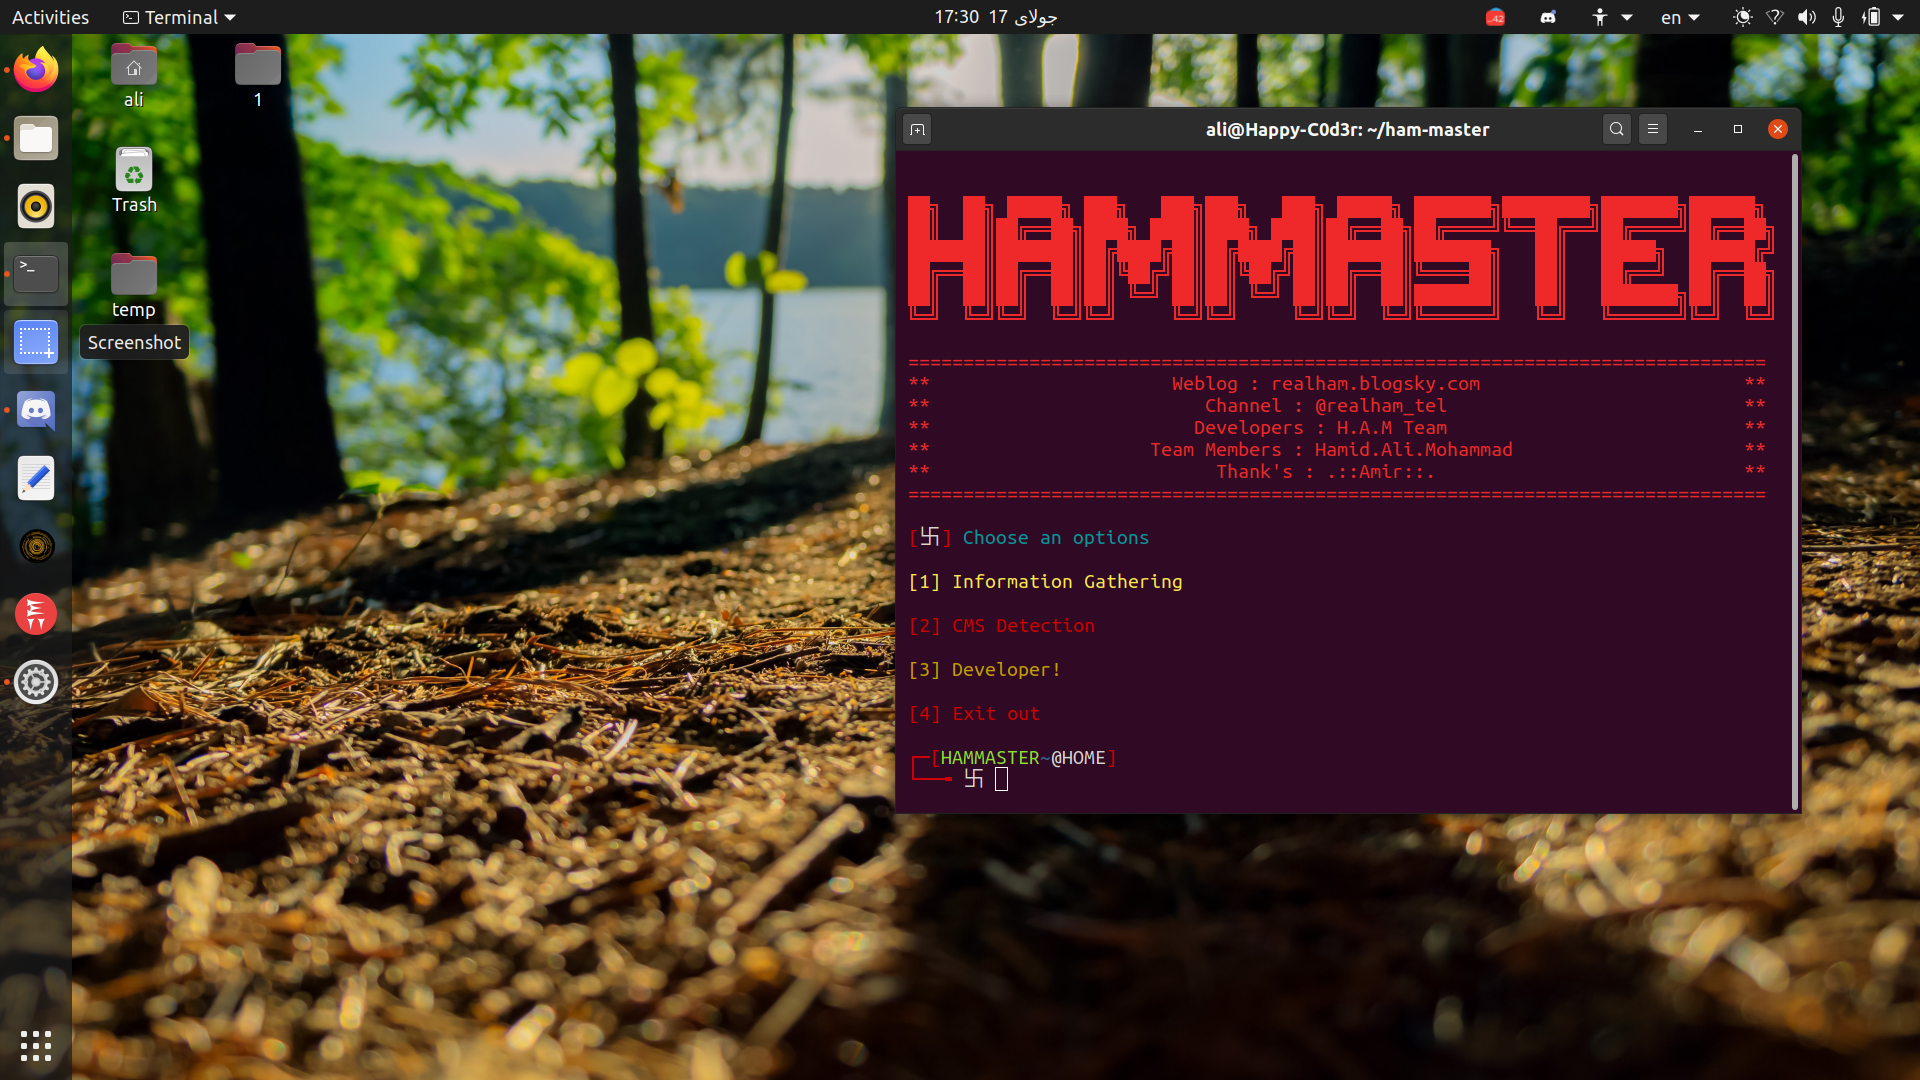 Activities
Terminal
17:30 17 جولای
42
en
ali
1
Trash
temp
Screenshot
ali@Happy-C0d3r: ~/ham-master
HAMMASTER
==============================================================================
** Weblog : realham.blogsky.com **
** Channel : @realham_tel **
** Developers : H.A.M Team **
** Team Members : Hamid.Ali.Mohammad **
** Thank's : .::Amir::. **
==============================================================================
[卐] Choose an options
[1] Information Gathering
[2] CMS Detection
[3] Developer!
[4] Exit out
┌─[HAMMASTER~@HOME]
└──╼ 卐